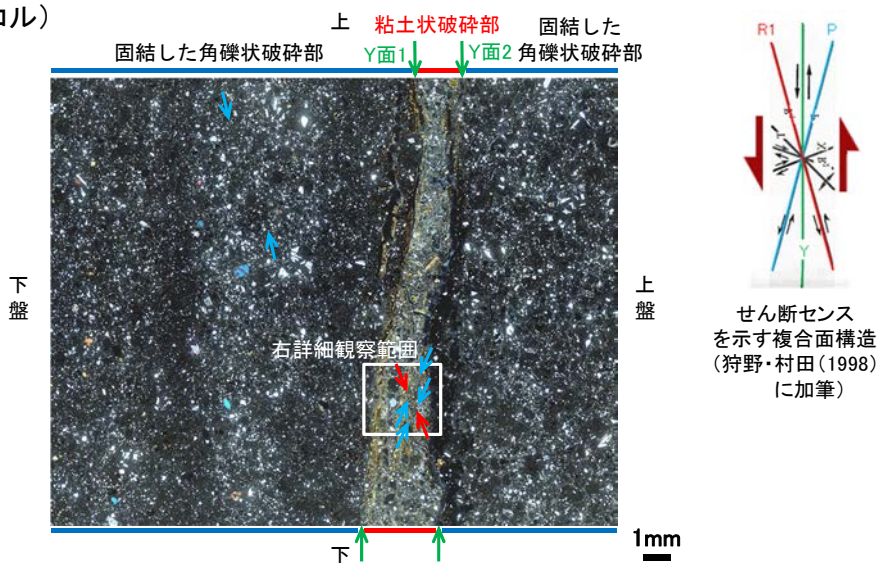 コル）
上
粘土状破砕部
固結した角礫状破砕部
Y面1
Y面2
固結した
角礫状破砕部
下
盤
上
盤
右詳細観察範囲
下
1mm
R1
P
X
Y
せん断センス
を示す複合面構造
（狩野・村田（1998）
に加筆）